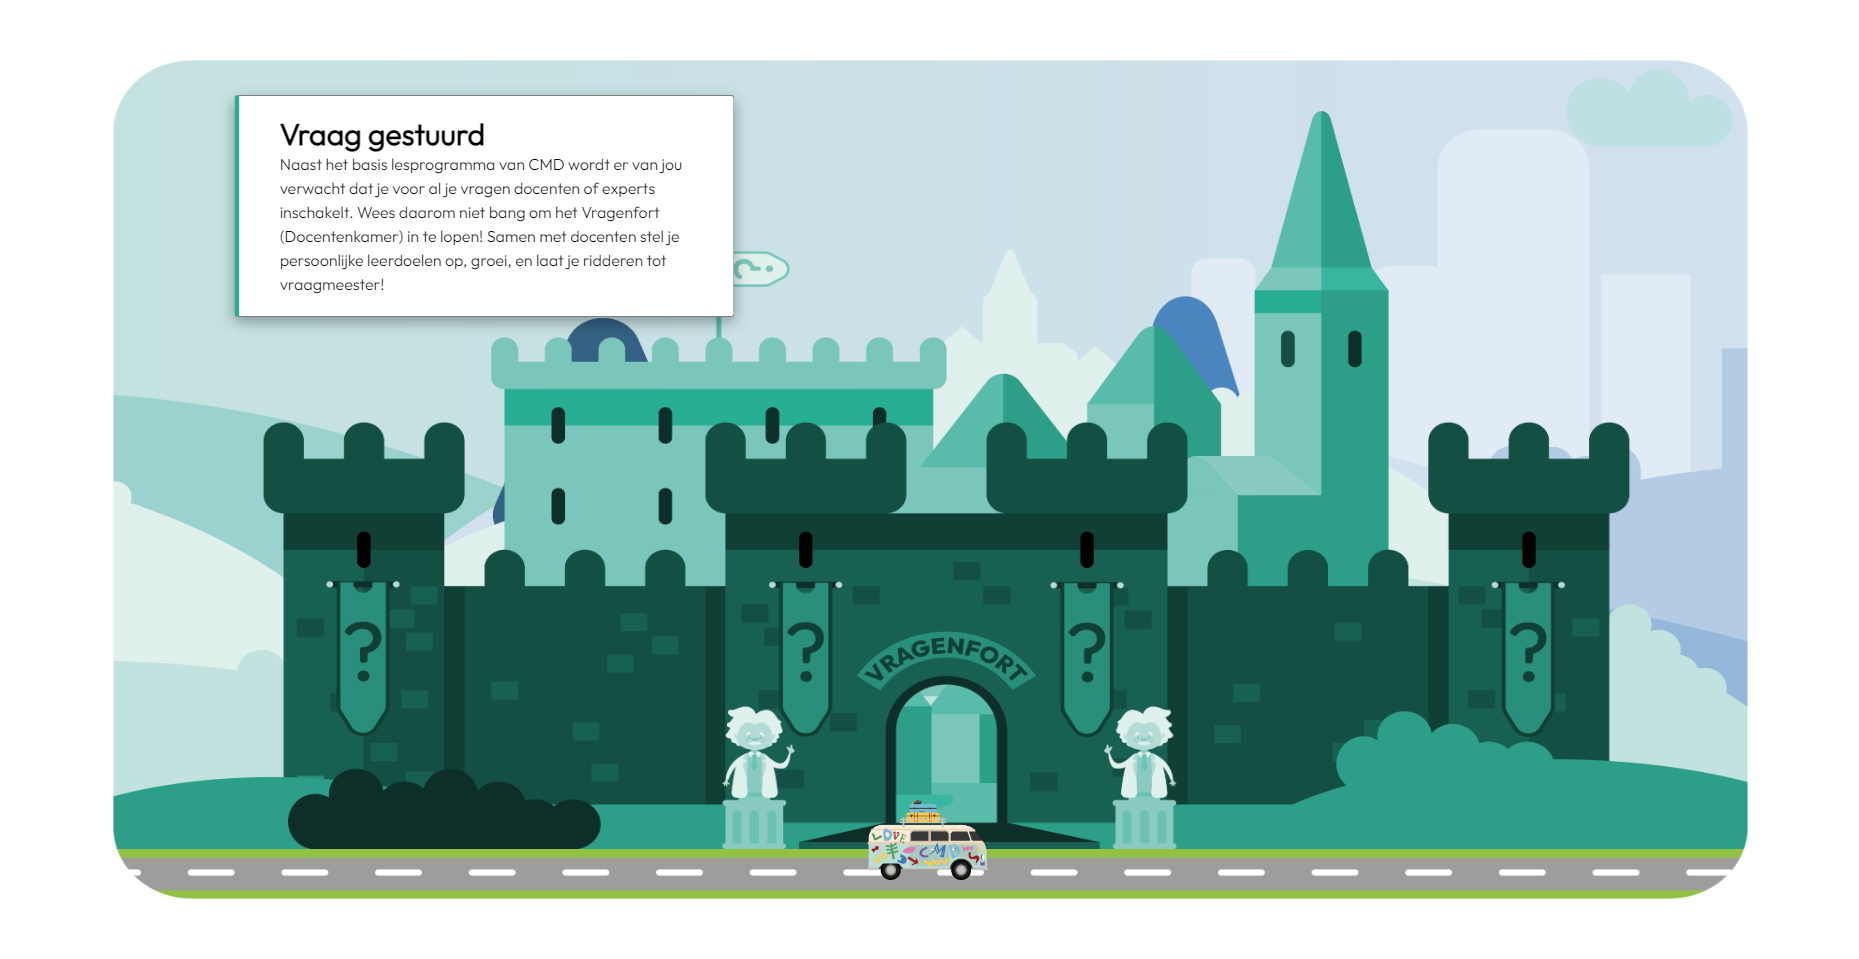 Vraag gestuurd
Naast het basis lesprogramma van CMD wordt er van jou
verwacht dat je voor al je vragen docenten of experts
inschakelt. Wees daarom niet bang om het Vragenfort
(Docentenkamer) in te lopen! Samen met docenten stel je
persoonlijke leerdoelen op, groei, en laat je ridderen tot
vraagmeester!
?
? ? ? ?
VRAGENFORT
LOVE
CMD